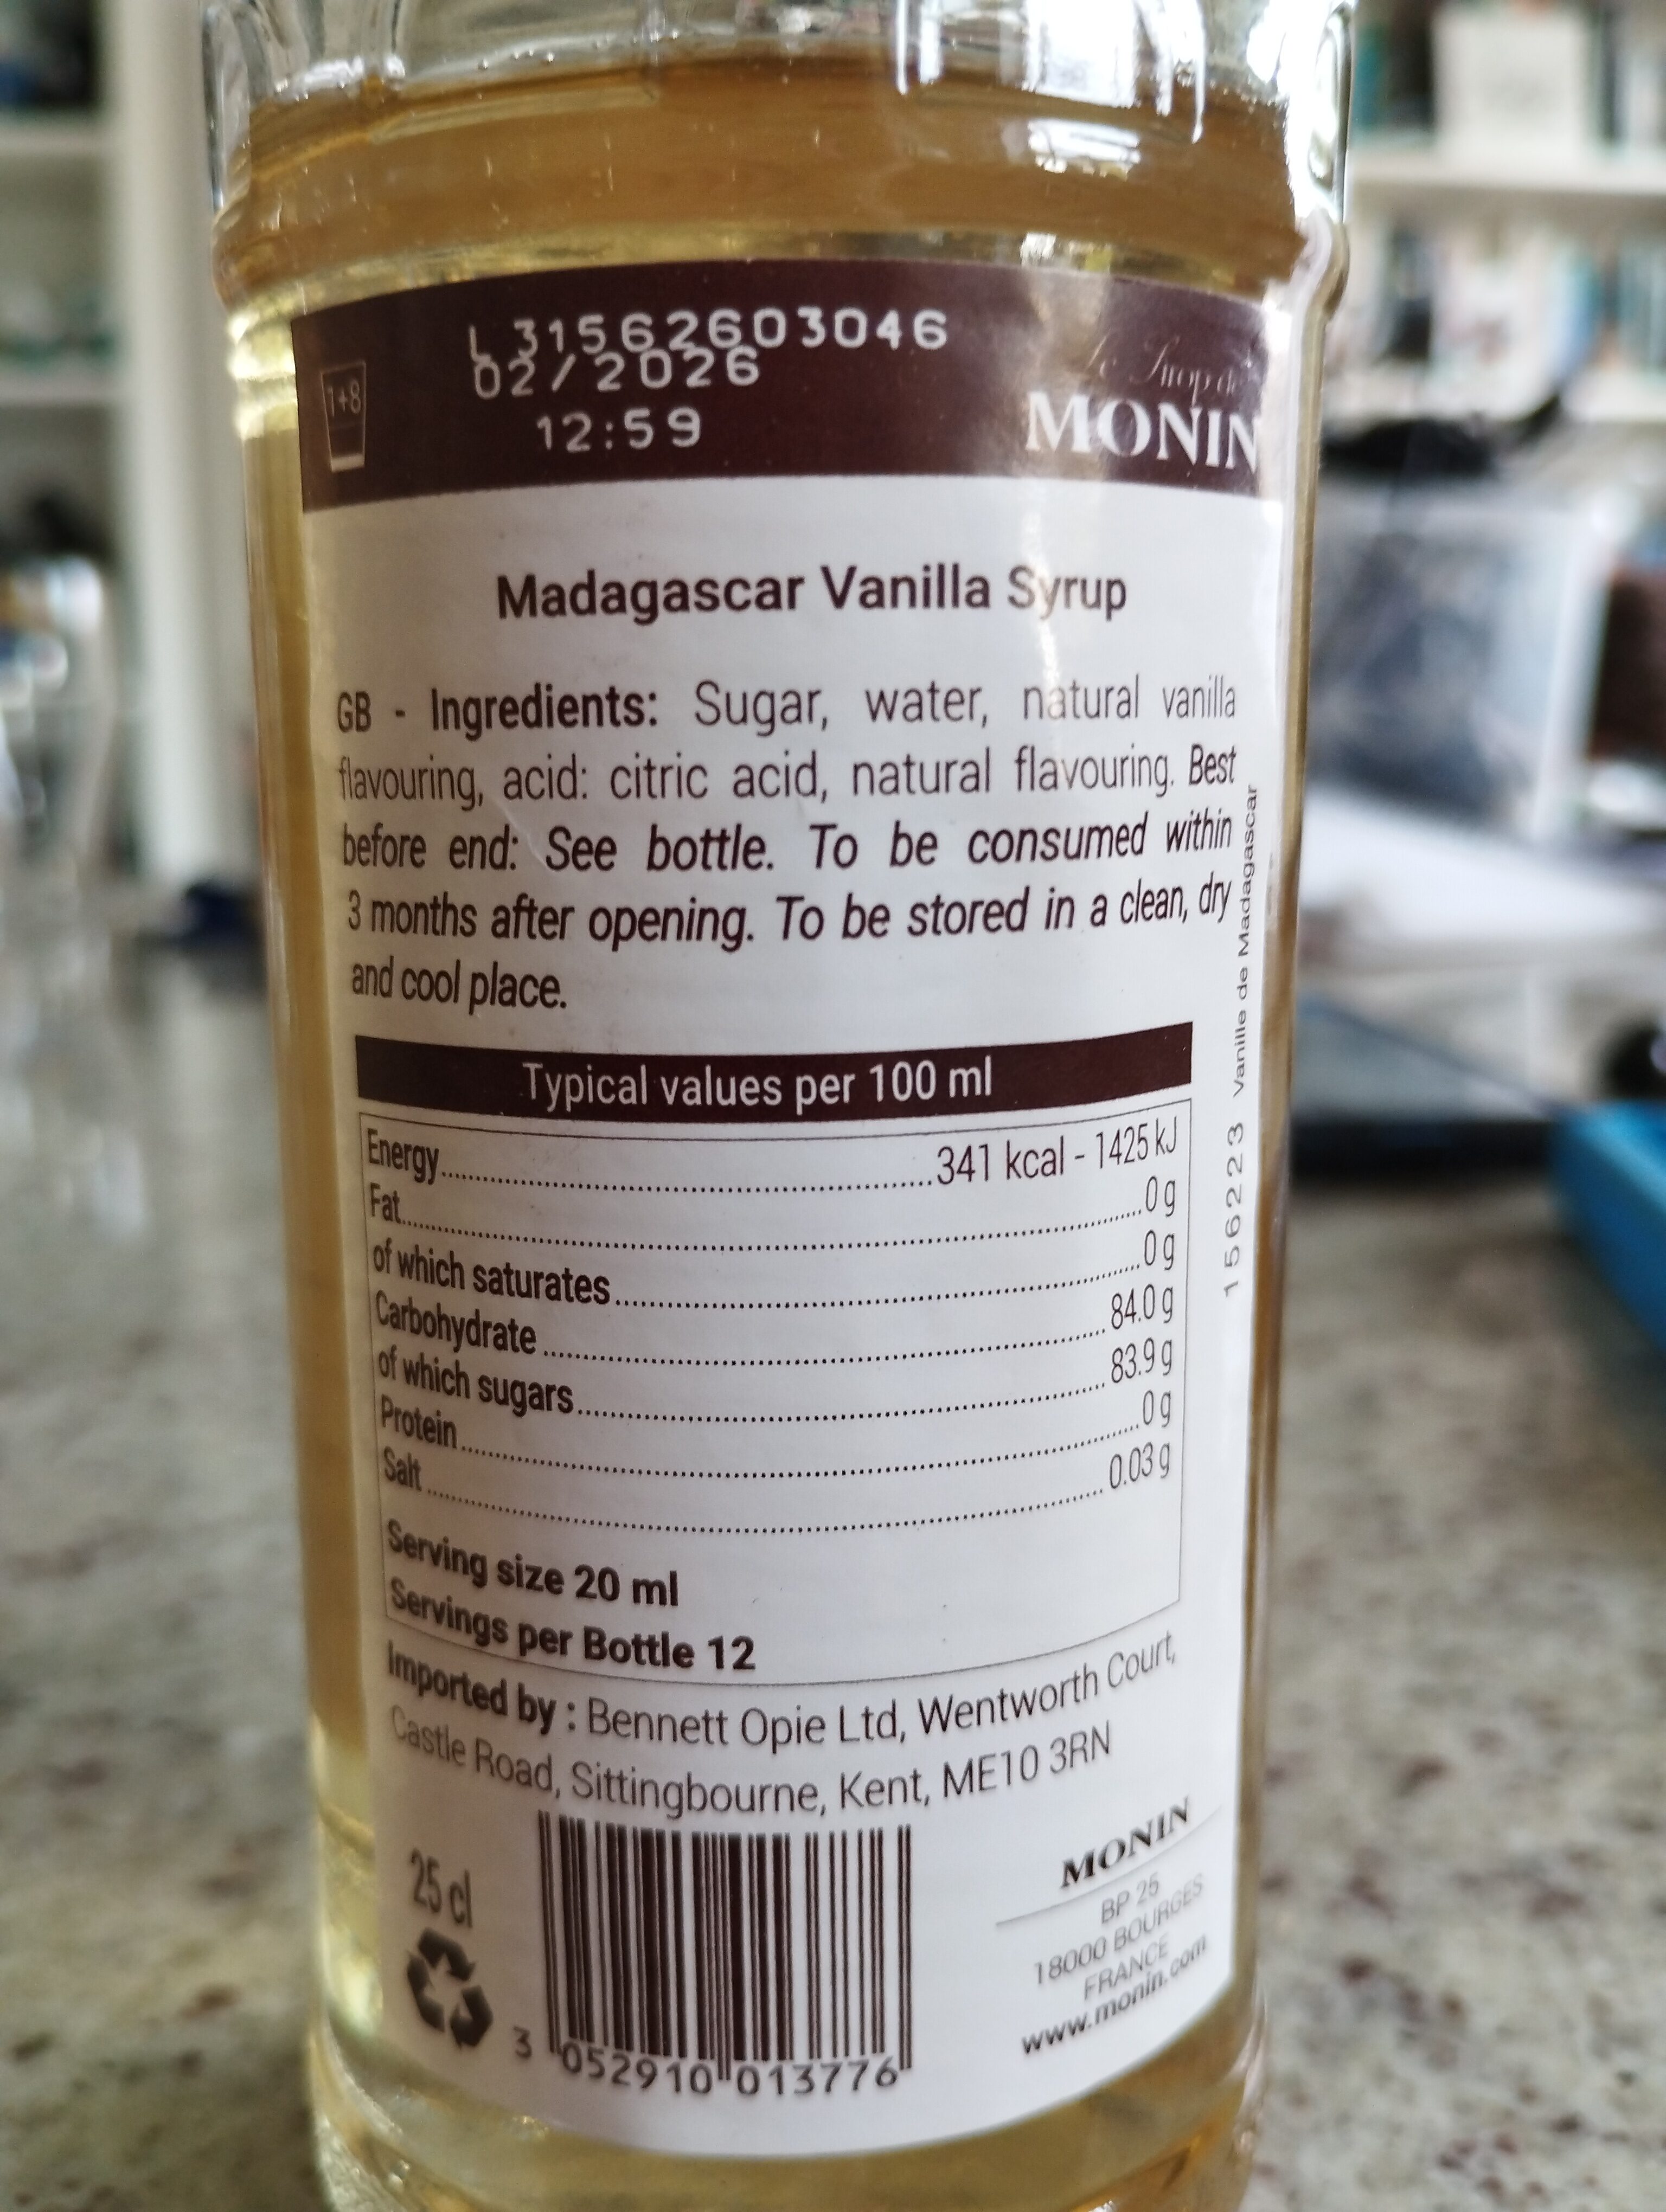 L 31562603046
02/2026
12:59
1+8
Le Sirop de
MONIN
Madagascar Vanilla Syrup
GB - Ingredients: Sugar, water, natural vanilla
flavouring, acid: citric acid, natural flavouring. Best
before end: See bottle. To be consumed within
3 months after opening. To be stored in a clean, dry
and cool place.
Typical values per 100 ml
Energy 341 kcal - 1425 kJ
Fat 0 g
of which saturates 0 g
Carbohydrate 84.0 g
of which sugars 83.9 g
Protein 0 g
Salt 0.03 g
Serving size 20 ml
Servings per Bottle 12
Imported by : Bennett Opie Ltd, Wentworth Court,
Castle Road, Sittingbourne, Kent, ME10 3RN
156223 Vanille de Madagascar
25 cl
3 052910 013776
MONIN
BP 25
18000 BOURGES
FRANCE
www.monin.com